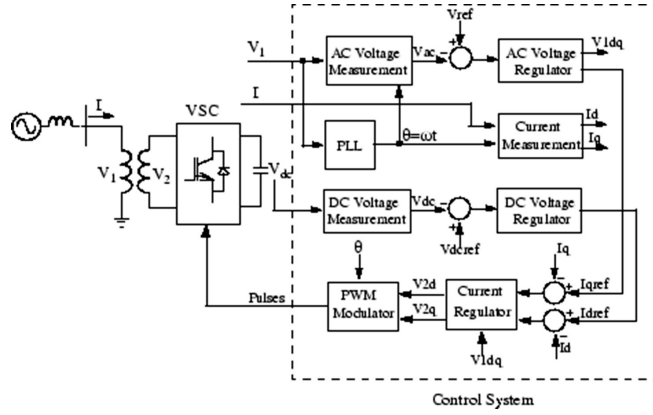 Vref
V1
AC Voltage
Measurement
Vac
–
+
AC Voltage
Regulator
V1dq
I
VSC
I
PLL
θ=ωt
Current
Measurement
Id
Iq
V1
V2
Vdc
DC Voltage
Measurement
Vdc
–
+
DC Voltage
Regulator
Vdcref
θ
Iq
Pulses
PWM
Modulator
V2d
V2q
Current
Regulator
–
+
Iqref
+
Idref
–
Id
V1dq
Control System